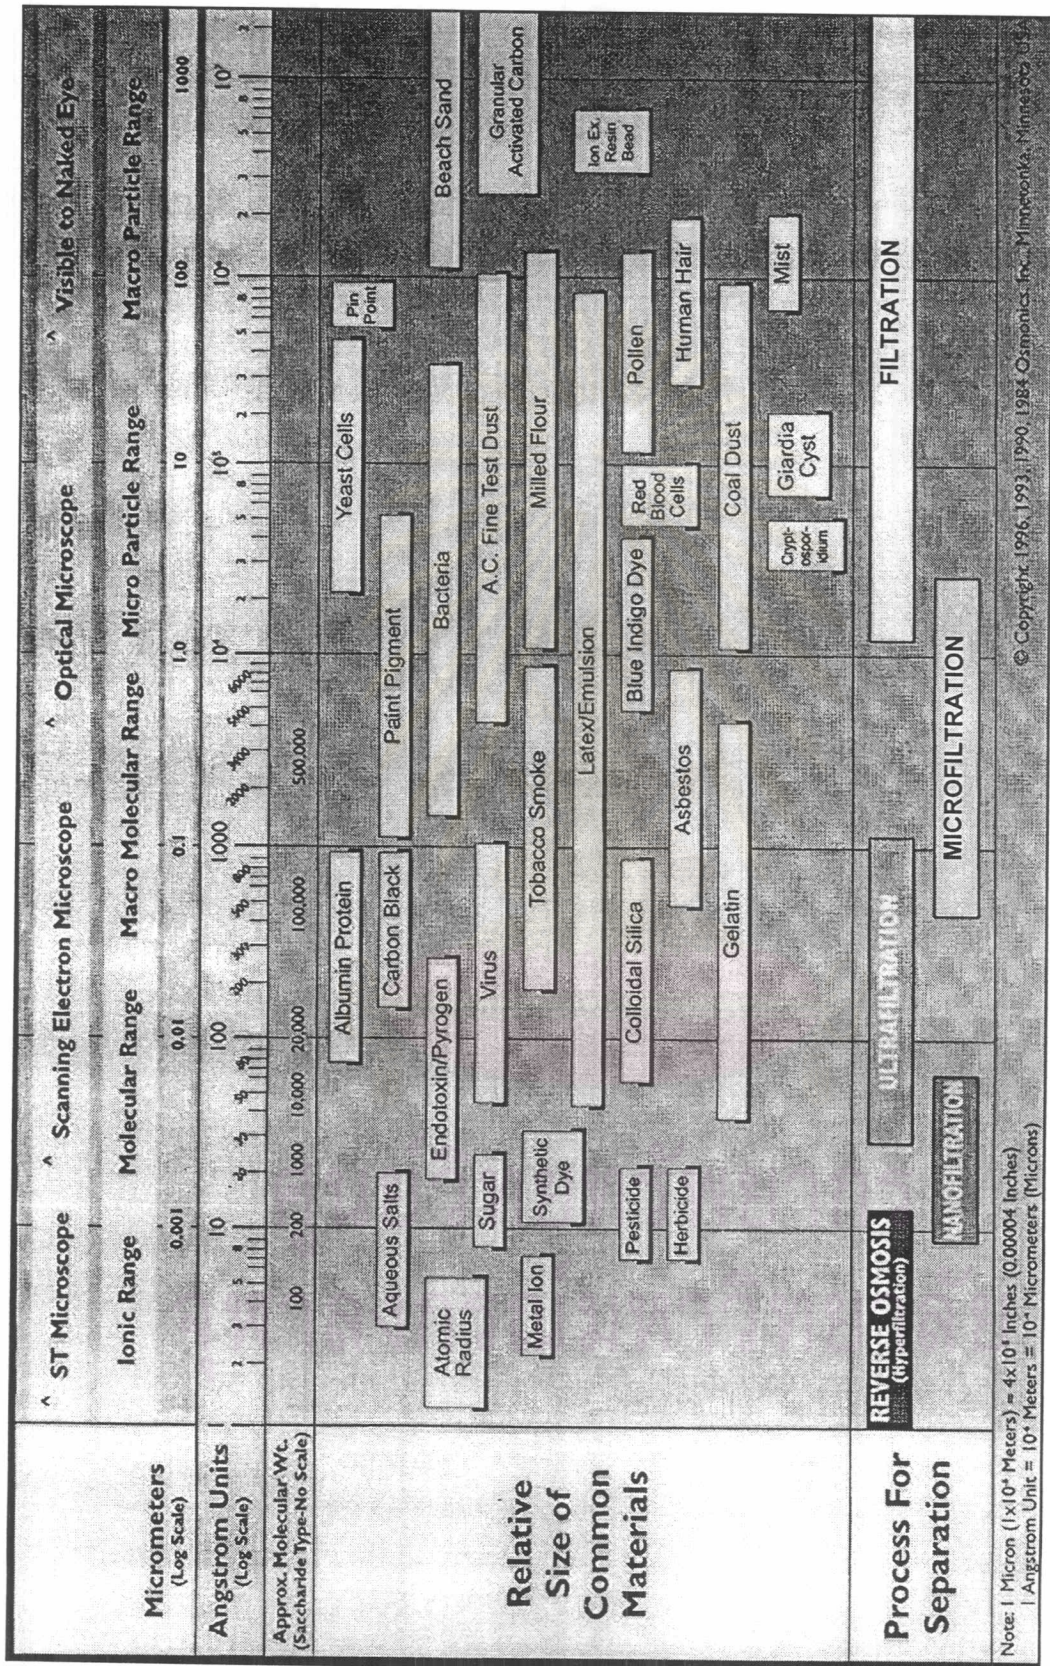 ^ ST Microscope ^ Scanning Electron Microscope ^ Optical Microscope ^ Visible to Naked Eye
Ionic Range Molecular Range Macro Molecular Range Micro Particle Range Macro Particle Range
Micrometers
(Log Scale)
0.001 0.01 0.1 1.0 10 100 1000
Angstrom Units
(Log Scale)
1 10 100 1000 10⁴ 10⁵ 10⁶ 10⁷
Approx. Molecular Wt.
(Saccharide Type-No Scale)
100 200 1000 10,000 20,000 100,000 500,000
Relative
Size of
Common
Materials
Albumin Protein
Yeast Cells
Pin
Point
Aqueous Salts
Carbon Black
Paint Pigment
Atomic
Radius
Endotoxin/Pyrogen
Bacteria
Beach Sand
Sugar
Virus
A.C. Fine Test Dust
Granular
Activated Carbon
Metal Ion
Synthetic
Dye
Tobacco Smoke
Milled Flour
Latex/Emulsion
Ion Ex.
Resin
Bead
Pesticide
Colloidal Silica
Blue Indigo Dye
Red
Blood
Cells
Pollen
Herbicide
Asbestos
Human Hair
Gelatin
Coal Dust
Crypt-
ospor-
idium
Giardia
Cyst
Mist
Process For
Separation
REVERSE OSMOSIS
(Hyperfiltration)
ULTRAFILTRATION
FILTRATION
NANOFILTRATION
MICROFILTRATION
Note: 1 Micron Meters) Inches (0.00004 Inches)
1 Angstrom Unit = Meters = Micrometers (Microns)
© Copyright 1996, 1993, 1990, 1984 Osmonics, Inc., Minnetonka, Minnesota USA